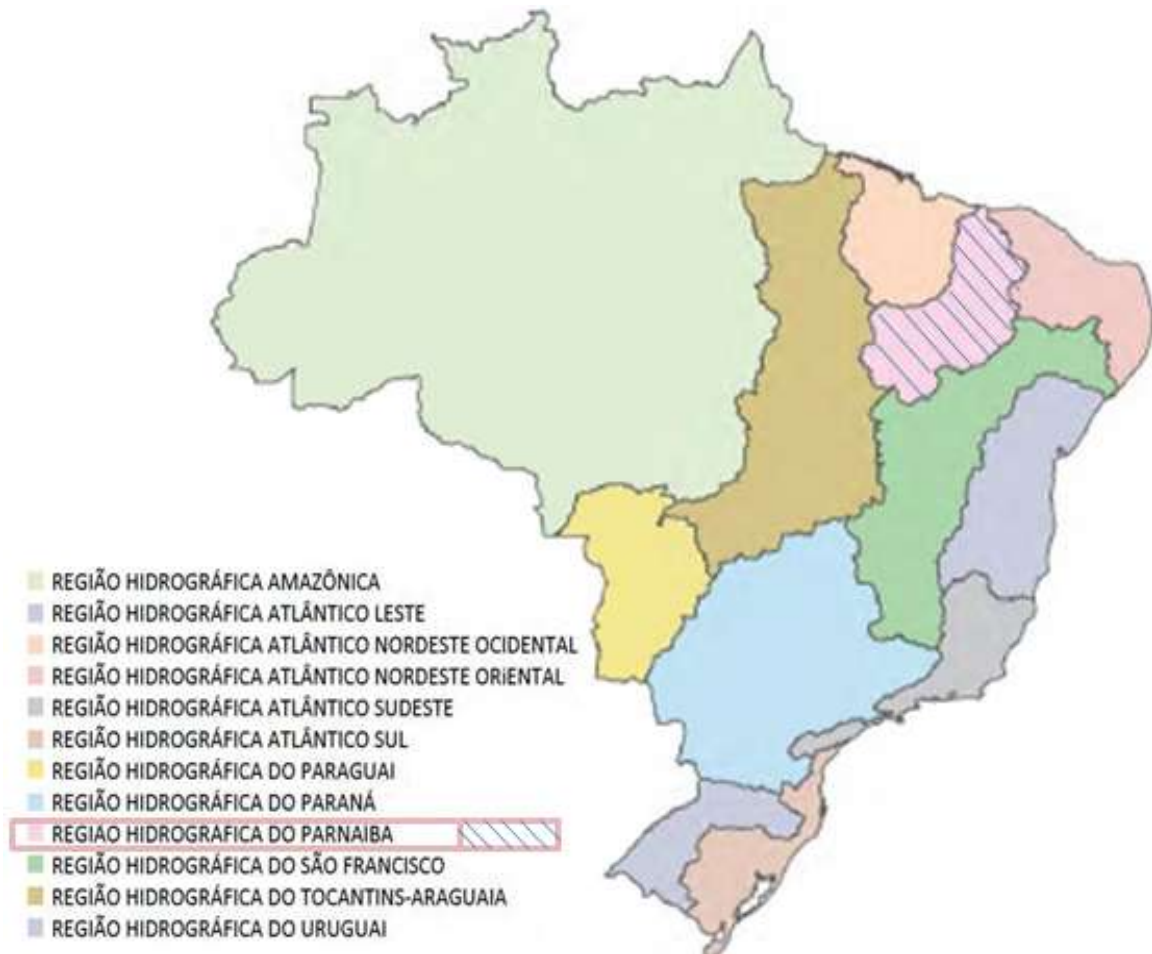 REGIÃO HIDROGRÁFICA AMAZÔNICA
REGIÃO HIDROGRÁFICA ATLÂNTICO LESTE
REGIÃO HIDROGRÁFICA ATLÂNTICO NORDESTE OCIDENTAL
REGIÃO HIDROGRÁFICA ATLÂNTICO NORDESTE ORiENTAL
REGIÃO HIDROGRÁFICA ATLÂNTICO SUDESTE
REGIÃO HIDROGRÁFICA ATLÂNTICO SUL
REGIÃO HIDROGRÁFICA DO PARAGUAI
REGIÃO HIDROGRÁFICA DO PARANÁ
REGIAO HIDROGRAFICA DO PARNAIBA
REGIÃO HIDROGRÁFICA DO SÃO FRANCISCO
REGIÃO HIDROGRÁFICA DO TOCANTINS-ARAGUAIA
REGIÃO HIDROGRÁFICA DO URUGUAI